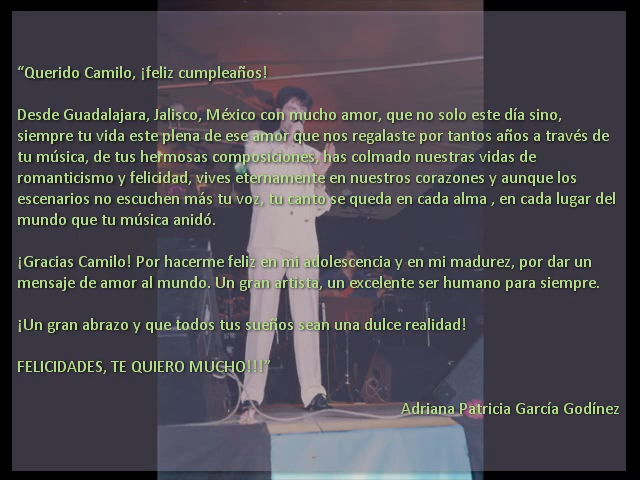 “Querido Camilo, ¡feliz cumpleaños!
Desde Guadalajara, Jalisco, México con mucho amor, que no solo este día sino,
siempre tu vida este plena de ese amor que nos regalaste por tantos años a través de
tu música, de tus hermosas composiciones, has colmado nuestras vidas de
romanticismo y felicidad, vives eternamente en nuestros corazones y aunque los
escenarios no escuchen más tu voz, tu canto se queda en cada alma , en cada lugar del
mundo que tu música anidó.
¡Gracias Camilo! Por hacerme feliz en mi adolescencia y en mi madurez, por dar un
mensaje de amor al mundo. Un gran artista, un excelente ser humano para siempre.
¡Un gran abrazo y que todos tus sueños sean una dulce realidad!
FELICIDADES, TE QUIERO MUCHO!!!”
Adriana Patricia García Godínez